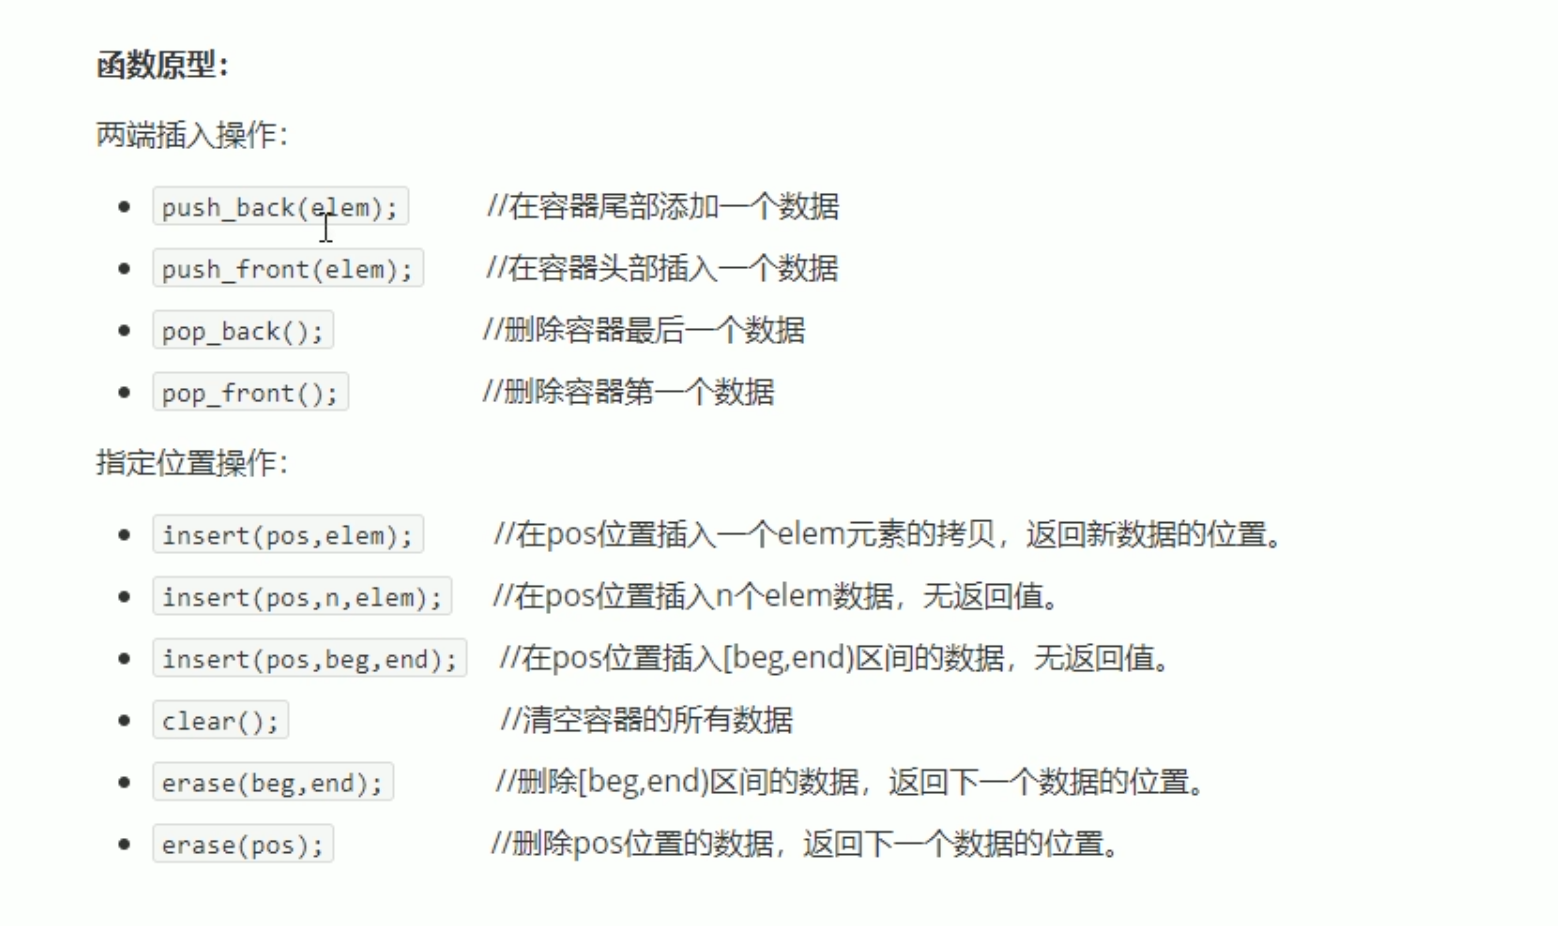 函数原型：
两端插入操作：
push_back(elem); //在容器尾部添加一个数据
push_front(elem); //在容器头部插入一个数据
pop_back(); //删除容器最后一个数据
pop_front(); //删除容器第一个数据
指定位置操作：
insert(pos,elem); //在pos位置插入一个elem元素的拷贝，返回新数据的位置。
insert(pos,n,elem); //在pos位置插入n个elem数据，无返回值。
insert(pos,beg,end); //在pos位置插入[beg,end)区间的数据，无返回值。
clear(); //清空容器的所有数据
erase(beg,end); //删除[beg,end)区间的数据，返回下一个数据的位置。
erase(pos); //删除pos位置的数据，返回下一个数据的位置。